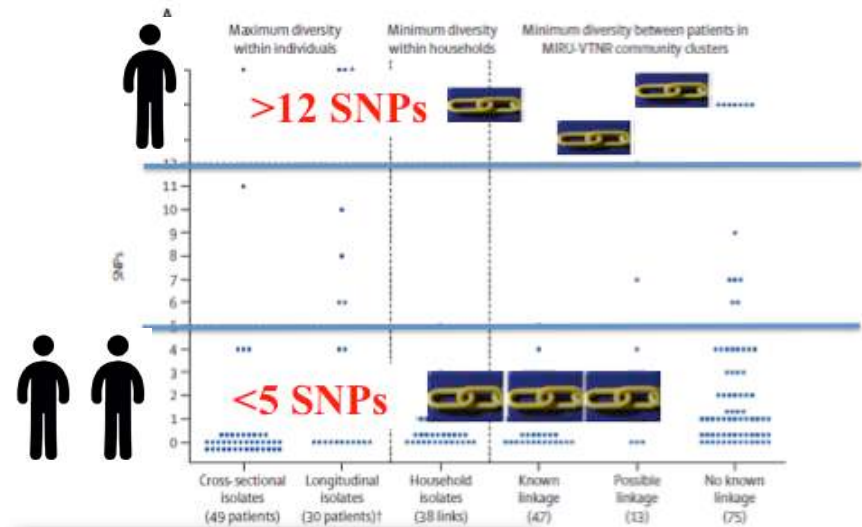 A
Maximum diversity
within individuals
Minimum diversity
within households
Minimum diversity between patients in
MIRU-VTNR community clusters
>12 SNPs
12
11
10
9
8
7
6
5
4
3
2
1
0
SNPs
<5 SNPs
Cross-sectional
isolates
(49 patients)
Longitudinal
isolates
(30 patients)†
Household
isolates
(38 links)
Known
linkage
(47)
Possible
linkage
(13)
No known
linkage
(75)